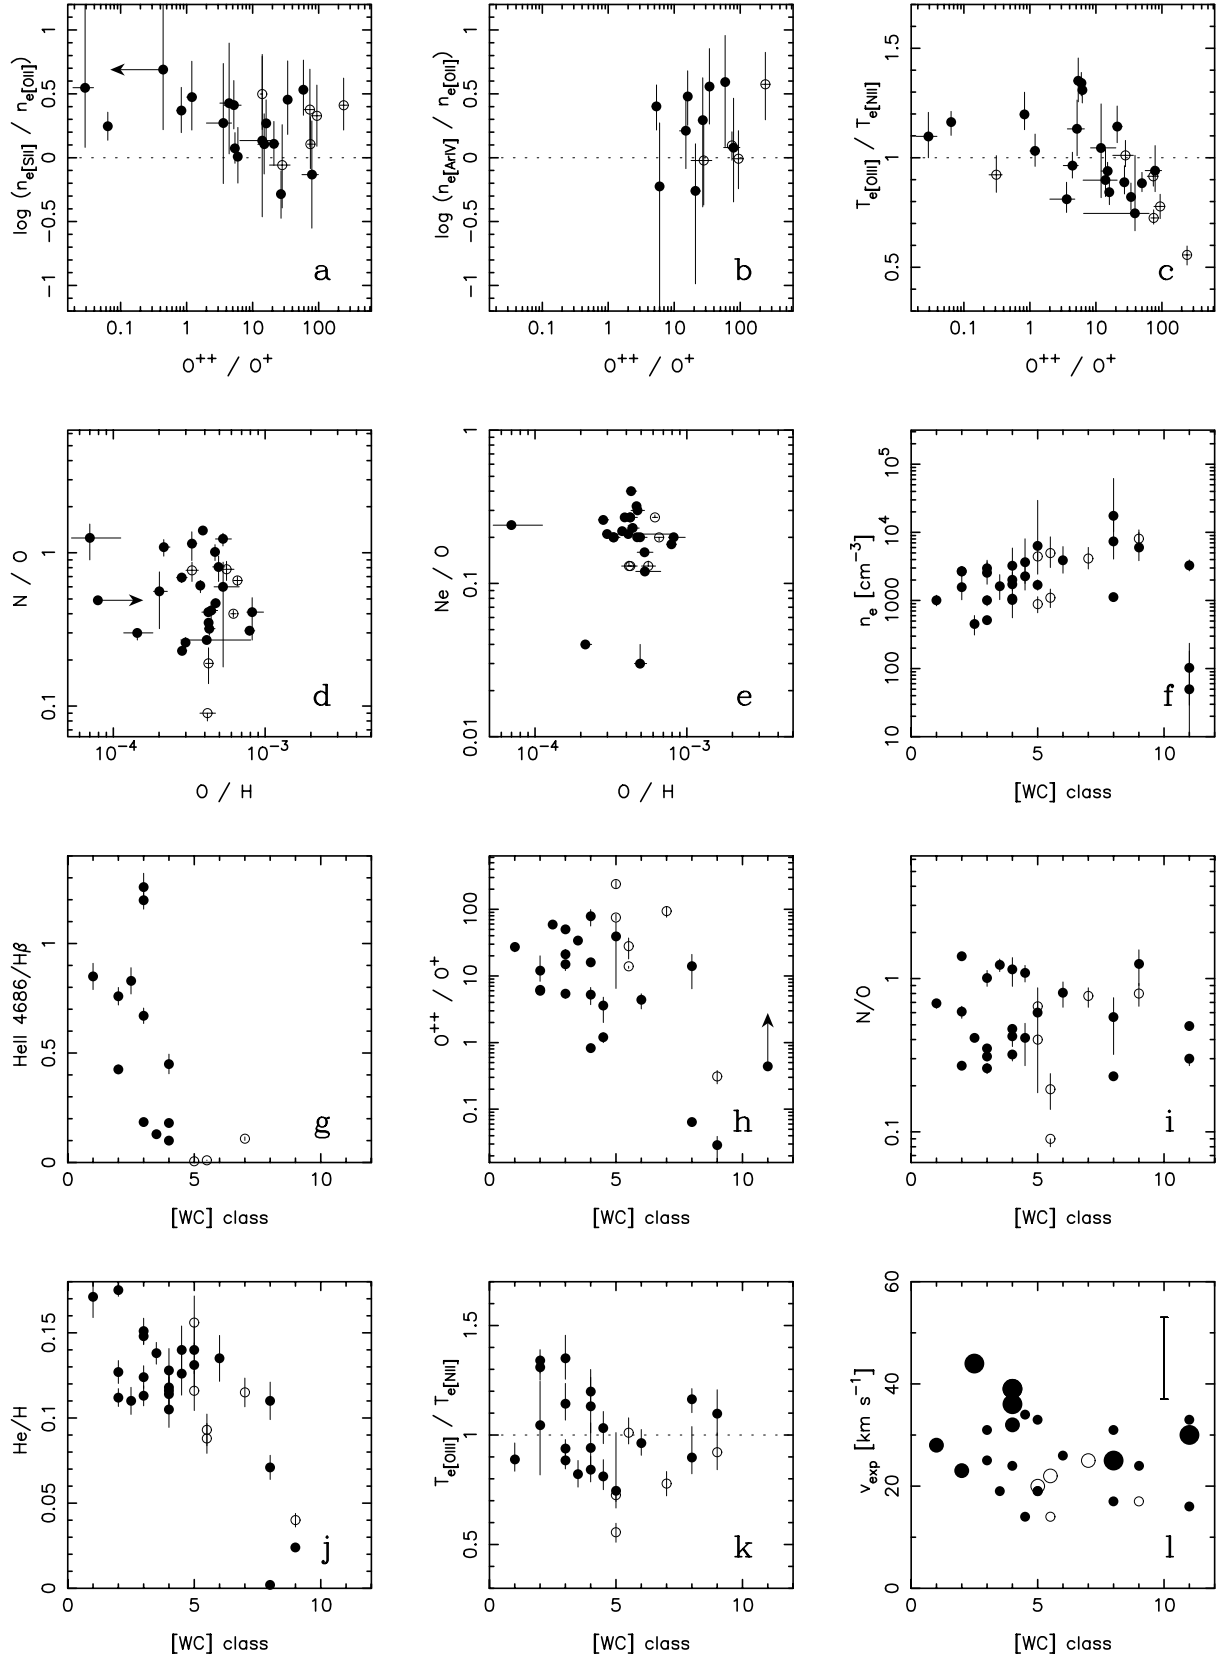 log (n_e[SII] / n_e[OII])
1
0.5
0
−0.5
−1
a
0.1 1 10 100
O⁺⁺ / O⁺
log (n_e[ArIV] / n_e[OII])
1
0.5
0
−0.5
−1
b
0.1 1 10 100
O⁺⁺ / O⁺
T_e[OIII] / T_e[NII]
1.5
1
0.5
c
0.1 1 10 100
O⁺⁺ / O⁺
N / O
1
0.1
d
10⁻⁴ 10⁻³
O / H
Ne / O
1
0.1
0.01
e
10⁻⁴ 10⁻³
O / H
n_e [cm⁻³]
10⁵
10⁴
1000
100
10
f
0 5 10
[WC] class
HeII 4686/Hβ
1
0.5
0
g
0 5 10
[WC] class
O⁺⁺ / O⁺
100
10
1
0.1
h
0 5 10
[WC] class
N/O
1
0.1
i
0 5 10
[WC] class
He/H
0.15
0.1
0.05
0
j
0 5 10
[WC] class
T_e[OIII] / T_e[NII]
1.5
1
0.5
k
0 5 10
[WC] class
v_exp [km s⁻¹]
60
40
20
0
l
0 5 10
[WC] class